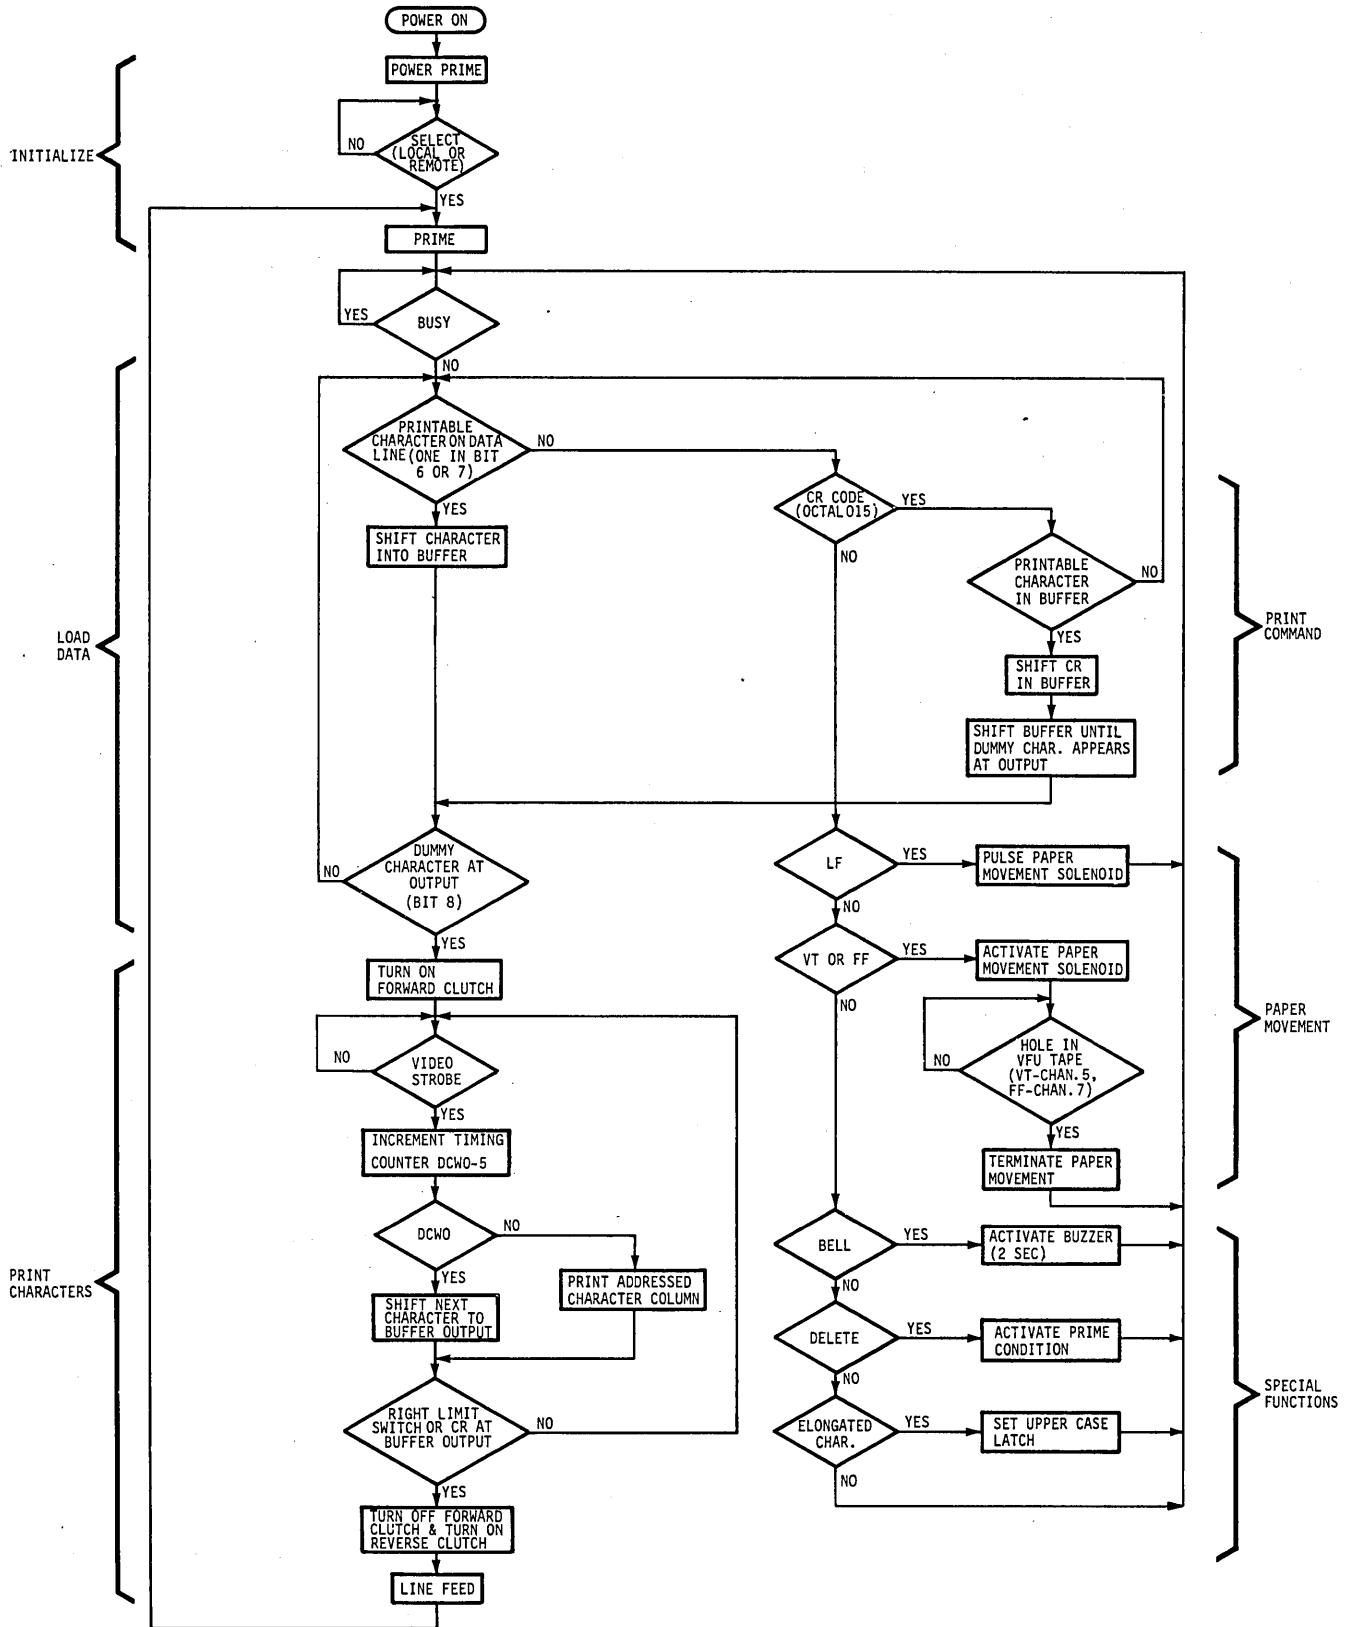 POWER ON
POWER PRIME
INITIALIZE
SELECT
(LOCAL OR
REMOTE)
NO
YES
PRIME
BUSY
YES
NO
LOAD
DATA
PRINTABLE
CHARACTER ON DATA
LINE (ONE IN BIT
6 OR 7)
NO
YES
SHIFT CHARACTER
INTO BUFFER
CR CODE
(OCTAL 015)
YES
NO
PRINTABLE
CHARACTER
IN BUFFER
NO
YES
SHIFT CR
IN BUFFER
SHIFT BUFFER UNTIL
DUMMY CHAR. APPEARS
AT OUTPUT
PRINT
COMMAND
DUMMY
CHARACTER AT
OUTPUT
(BIT 8)
NO
YES
LF
YES
PULSE PAPER
MOVEMENT SOLENOID
NO
VT OR FF
YES
ACTIVATE PAPER
MOVEMENT SOLENOID
NO
HOLE IN
VFU TAPE
(VT-CHAN.5,
FF-CHAN.7)
NO
YES
TERMINATE PAPER
MOVEMENT
PAPER
MOVEMENT
TURN ON
FORWARD CLUTCH
VIDEO
STROBE
NO
YES
INCREMENT TIMING
COUNTER DCWO-5
DCWO
NO
YES
PRINT ADDRESSED
CHARACTER COLUMN
SHIFT NEXT
CHARACTER TO
BUFFER OUTPUT
PRINT
CHARACTERS
RIGHT LIMIT
SWITCH OR CR AT
BUFFER OUTPUT
NO
YES
TURN OFF FORWARD
CLUTCH & TURN ON
REVERSE CLUTCH
LINE FEED
BELL
YES
ACTIVATE BUZZER
(2 SEC)
NO
DELETE
YES
ACTIVATE PRIME
CONDITION
NO
ELONGATED
CHAR.
YES
SET UPPER CASE
LATCH
NO
SPECIAL
FUNCTIONS